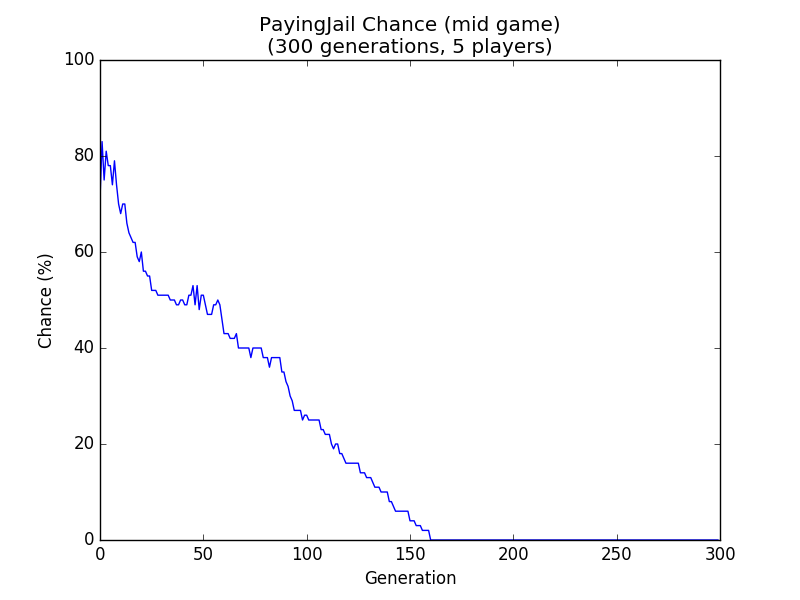 PayingJail Chance (mid game)
(300 generations, 5 players)
100
80
60
40
20
0
Chance (%)
0 50 100 150 200 250 300
Generation